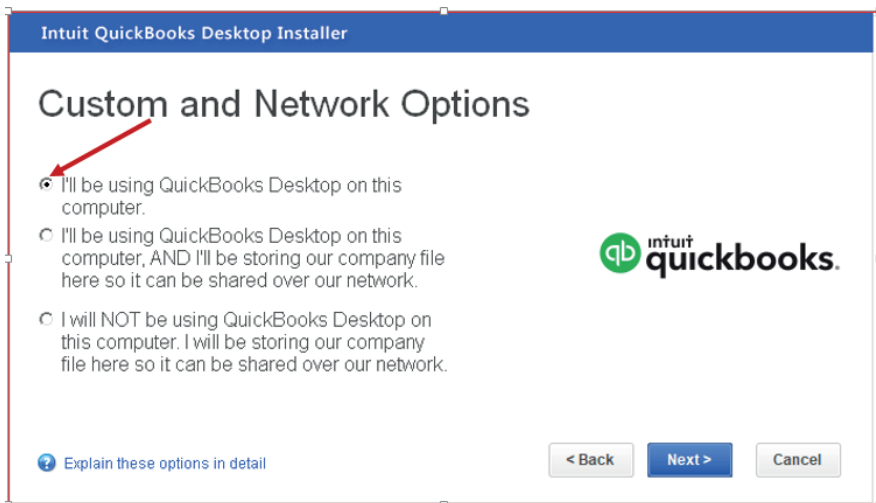 Intuit QuickBooks Desktop Installer
Custom and Network Options
I'll be using QuickBooks Desktop on this
computer.
I'll be using QuickBooks Desktop on this
computer, AND I'll be storing our company file
here so it can be shared over our network.
I will NOT be using QuickBooks Desktop on
this computer. I will be storing our company
file here so it can be shared over our network.
qb
intuit
quickbooks.
? Explain these options in detail
< Back
Next >
Cancel